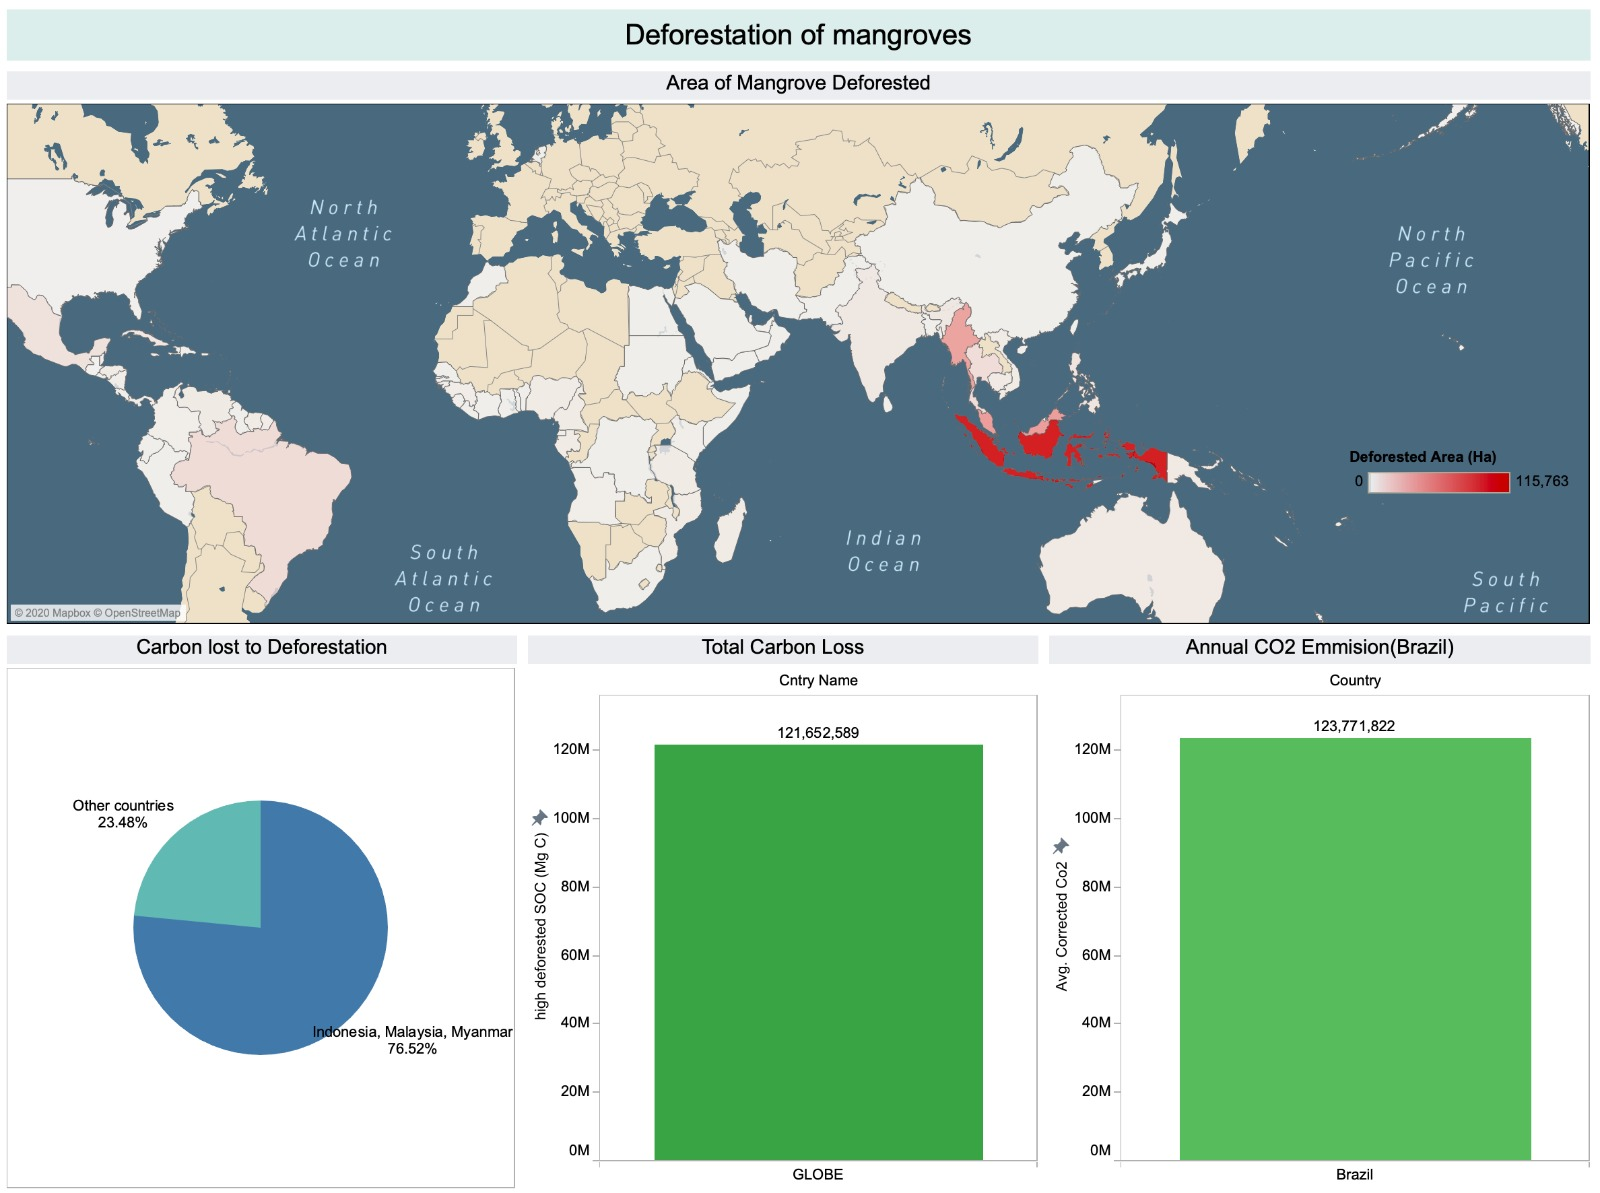 Deforestation of mangroves
Area of Mangrove Deforested
North
Atlantic
Ocean
North
Pacific
Ocean
Deforested Area (Ha)
0
115,763
South
Atlantic
Ocean
Indian
Ocean
South
Pacific
© 2020 Mapbox © OpenStreetMap
Carbon lost to Deforestation
Other countries
23.48%
Indonesia, Malaysia, Myanmar
76.52%
Total Carbon Loss
Cntry Name
121,652,589
120M
100M
80M
60M
40M
20M
0M
high deforested SOC (Mg C)
GLOBE
Annual CO2 Emmision(Brazil)
Country
123,771,822
120M
100M
80M
60M
40M
20M
0M
Avg. Corrected Co2
Brazil